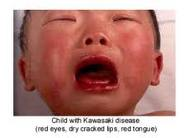 Child with Kawasaki disease
(red eyes, dry cracked lips, red tongue)